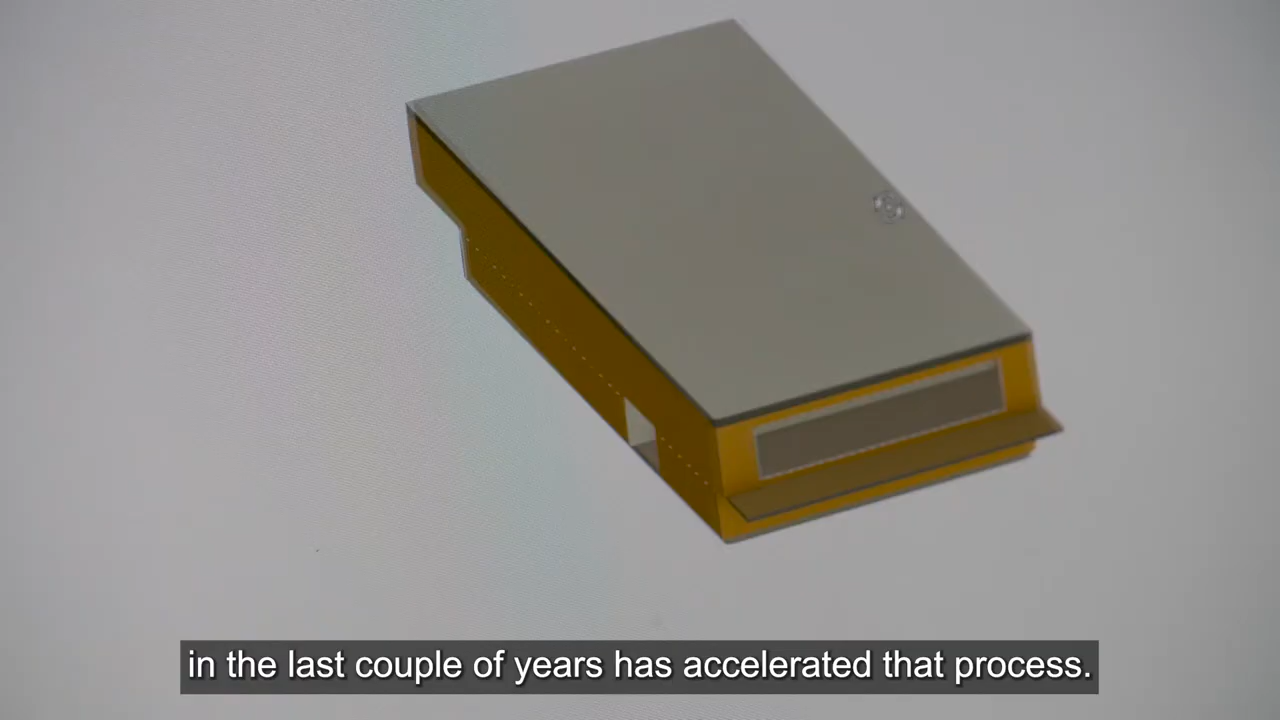 in the last couple of years has accelerated that process.